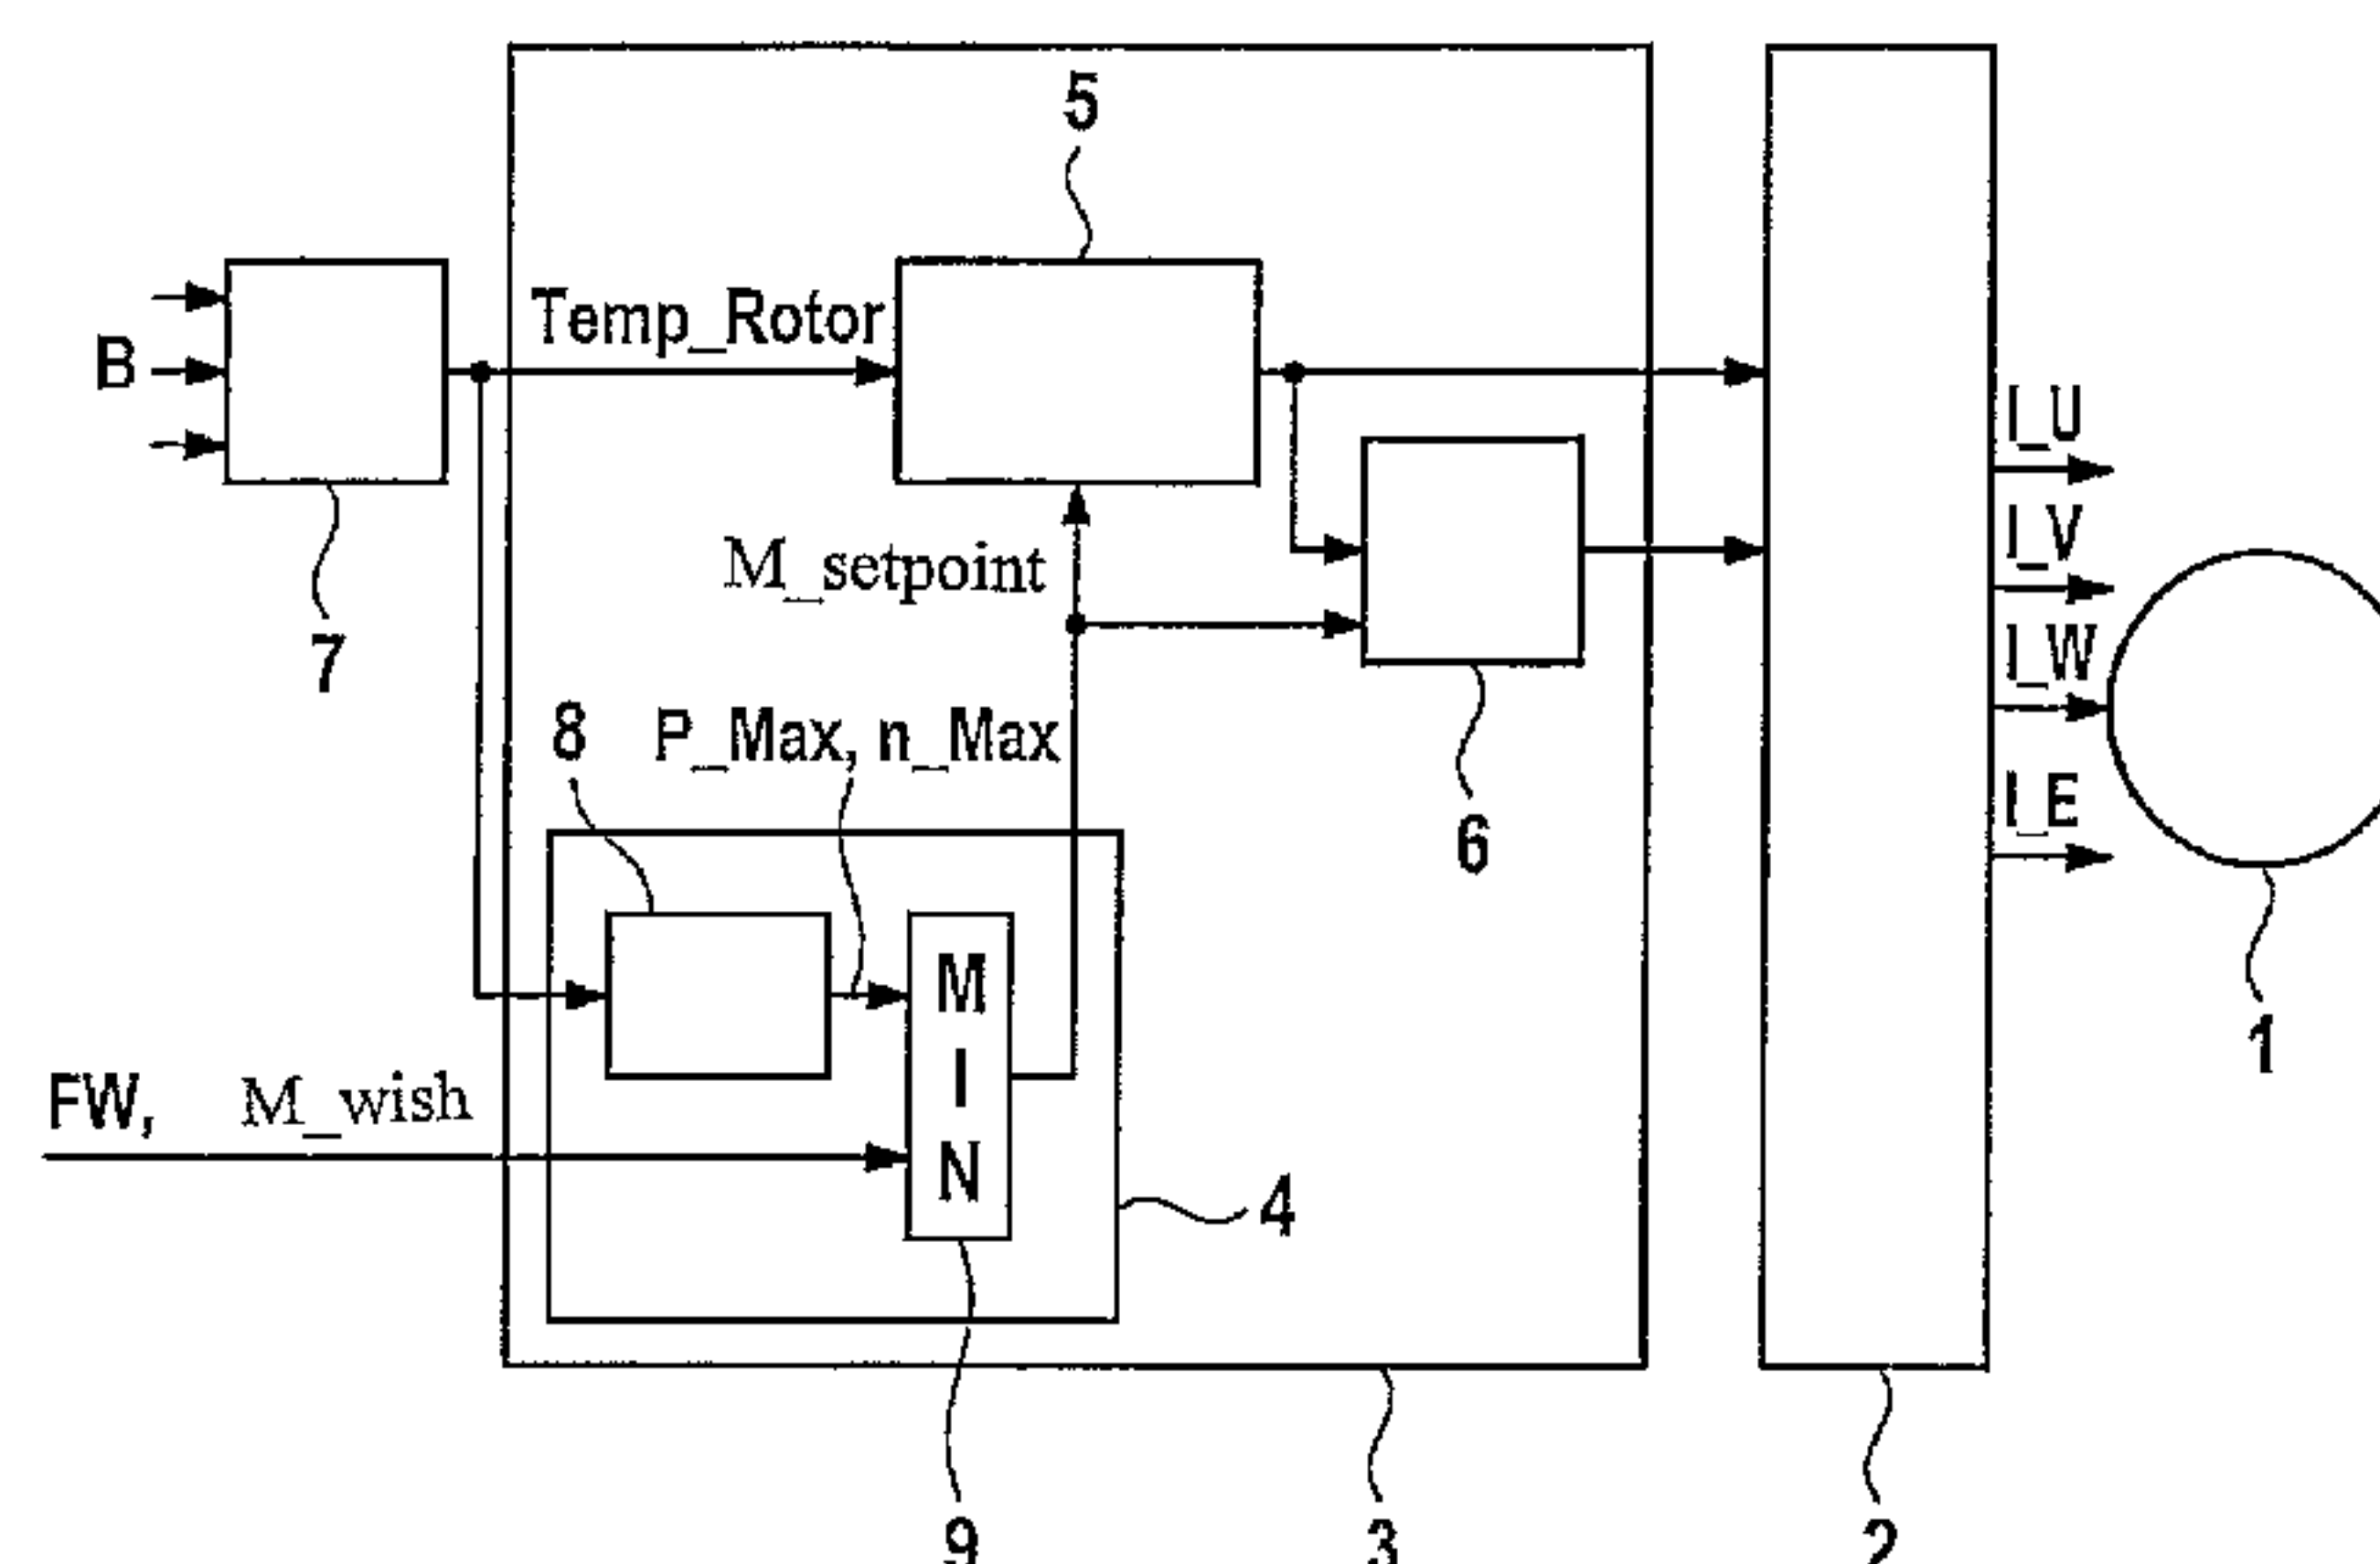 5
Temp_Rotor
B
I_U
M_setpoint
I_V
I_W
7
8
P_Max, n_Max
I_E
6
MIN
FW, M_wish
4
1
9
3
2